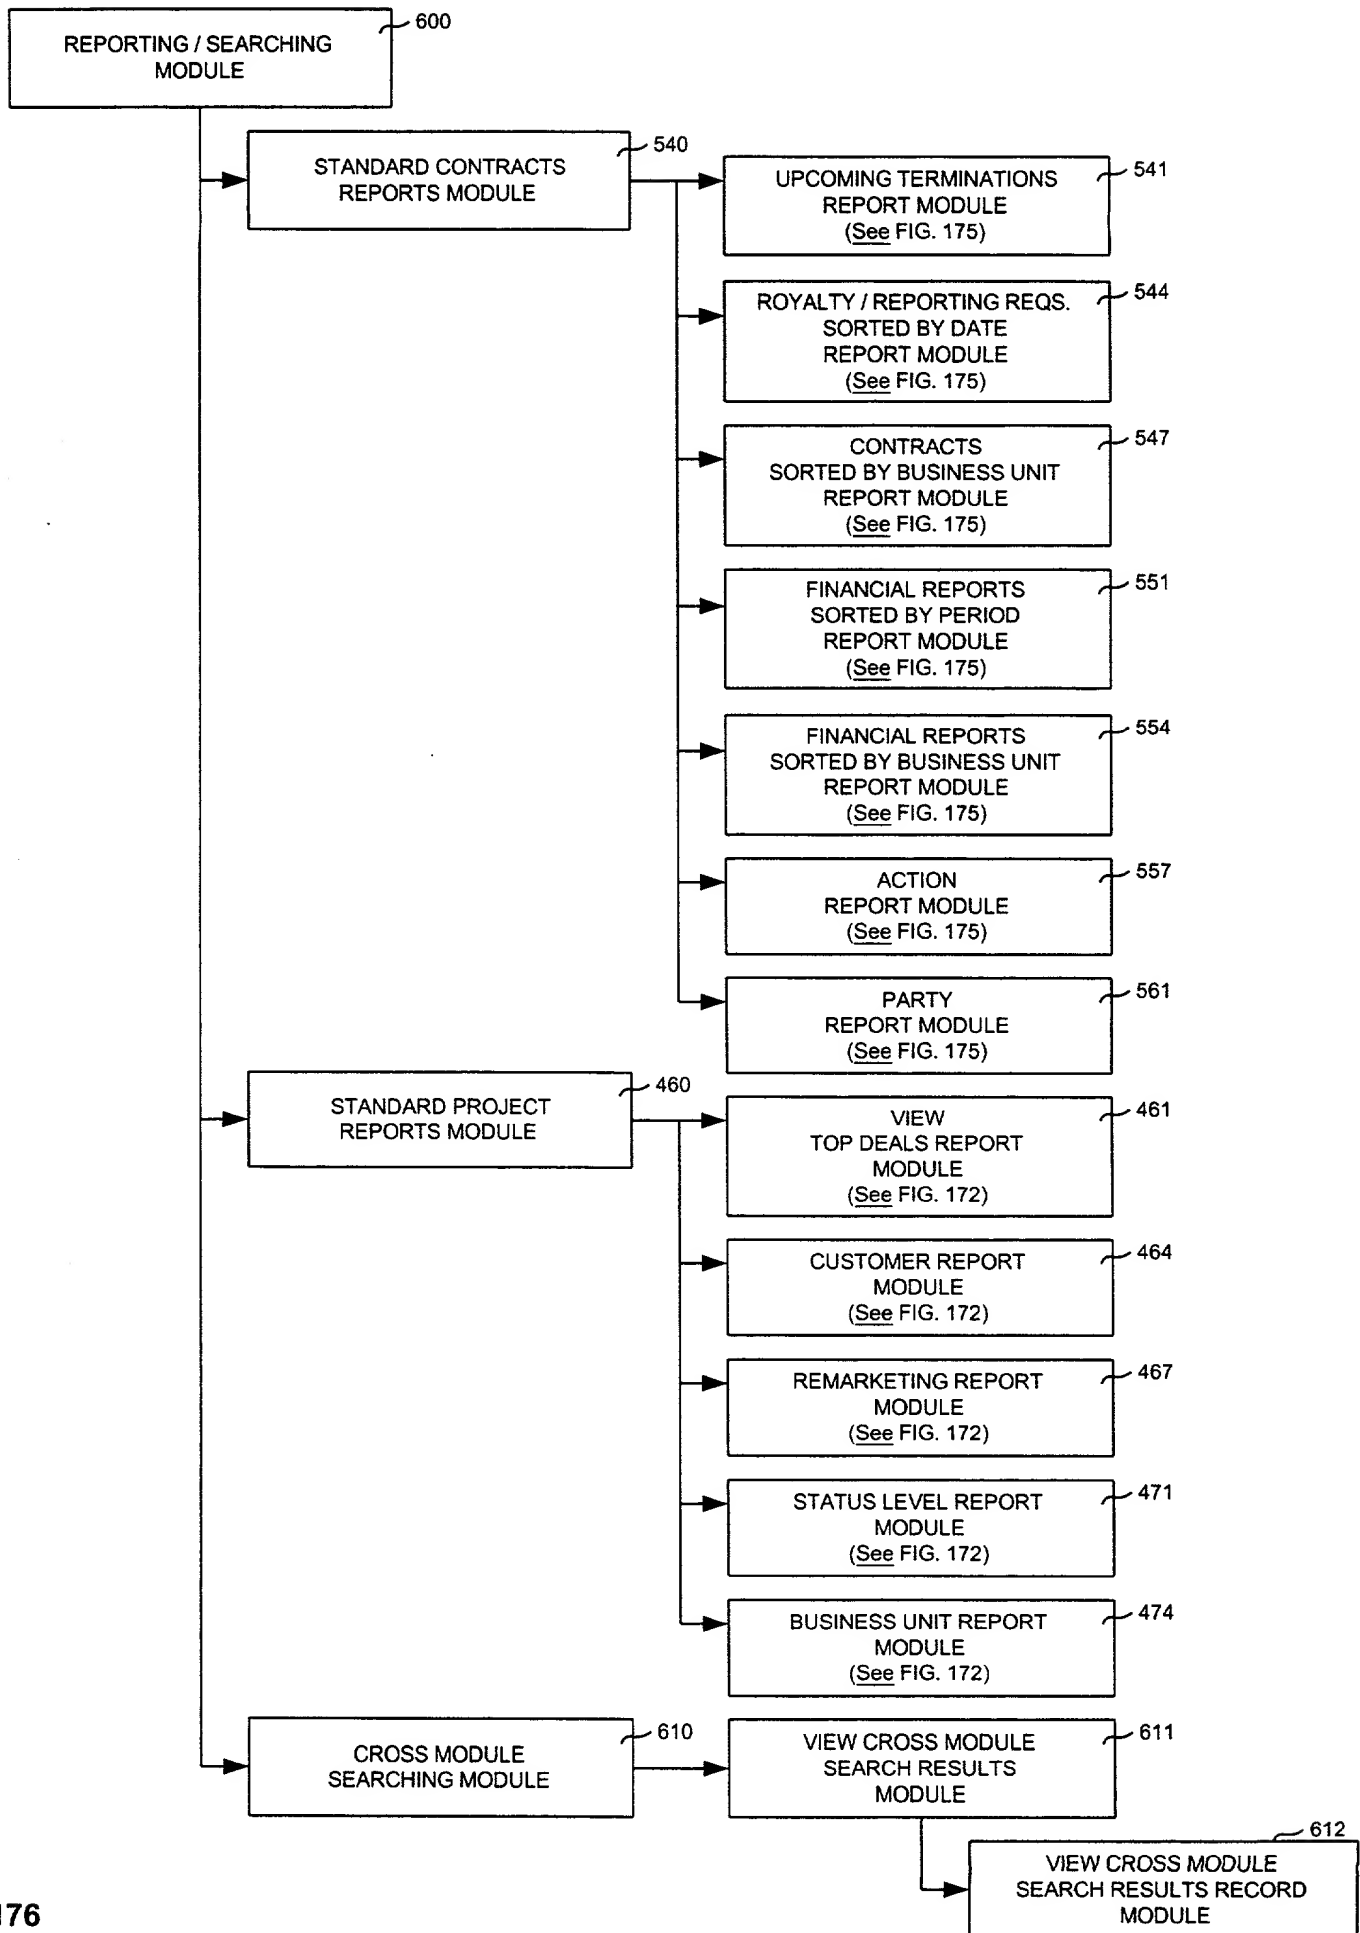 600
REPORTING / SEARCHING
MODULE
540
STANDARD CONTRACTS
REPORTS MODULE
541
UPCOMING TERMINATIONS
REPORT MODULE
(See FIG. 175)
544
ROYALTY / REPORTING REQS.
SORTED BY DATE
REPORT MODULE
(See FIG. 175)
547
CONTRACTS
SORTED BY BUSINESS UNIT
REPORT MODULE
(See FIG. 175)
551
FINANCIAL REPORTS
SORTED BY PERIOD
REPORT MODULE
(See FIG. 175)
554
FINANCIAL REPORTS
SORTED BY BUSINESS UNIT
REPORT MODULE
(See FIG. 175)
557
ACTION
REPORT MODULE
(See FIG. 175)
561
PARTY
REPORT MODULE
(See FIG. 175)
460
STANDARD PROJECT
REPORTS MODULE
461
VIEW
TOP DEALS REPORT
MODULE
(See FIG. 172)
464
CUSTOMER REPORT
MODULE
(See FIG. 172)
467
REMARKETING REPORT
MODULE
(See FIG. 172)
471
STATUS LEVEL REPORT
MODULE
(See FIG. 172)
474
BUSINESS UNIT REPORT
MODULE
(See FIG. 172)
610
CROSS MODULE
SEARCHING MODULE
611
VIEW CROSS MODULE
SEARCH RESULTS
MODULE
612
VIEW CROSS MODULE
SEARCH RESULTS RECORD
MODULE
176